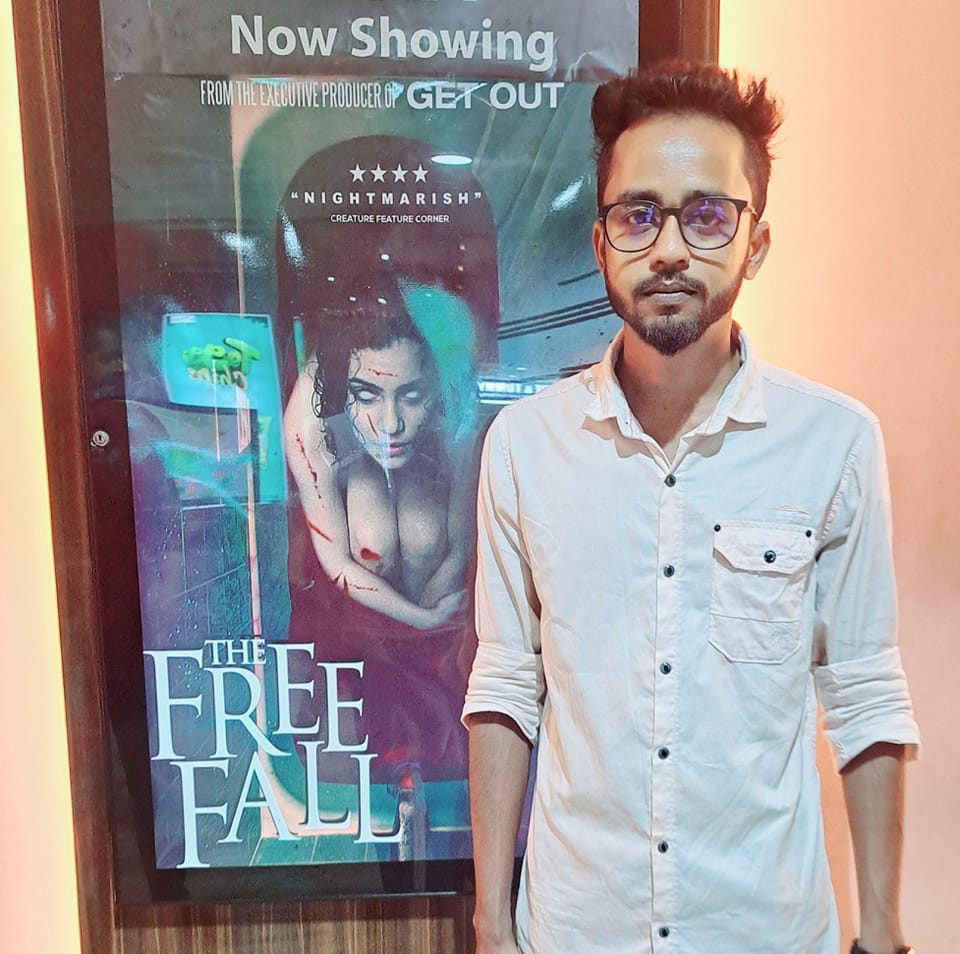 Now Showing
FROM THE EXECUTIVE PRODUCER OF GET OUT
“NIGHTMARISH”
CREATURE FEATURE CORNER
THE
FREE
FALL